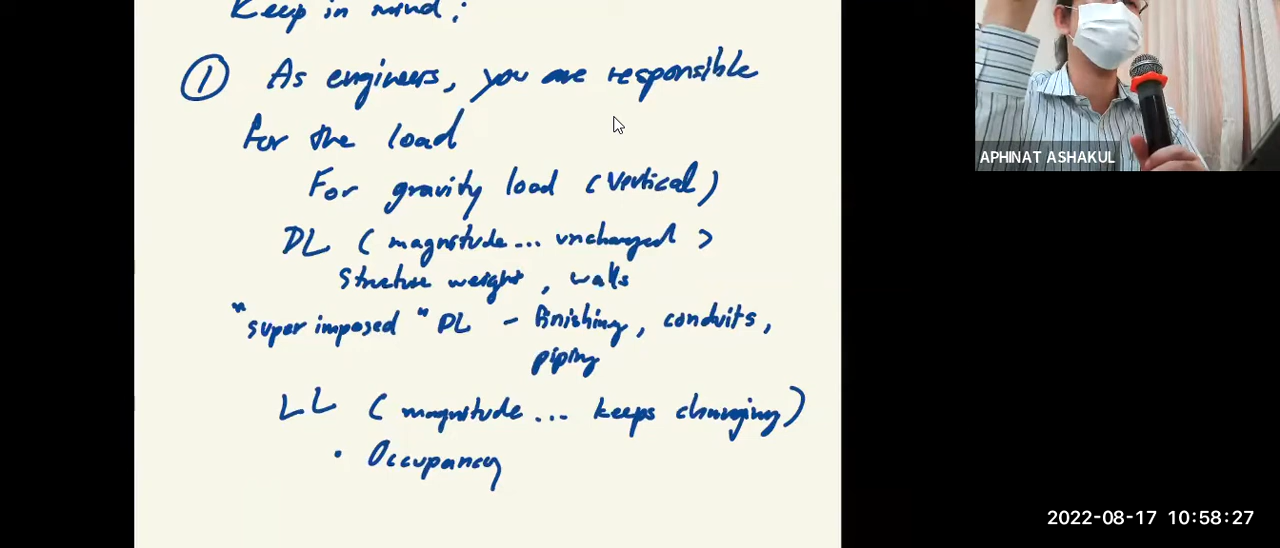 Keep in mind;
① As engineers, you are responsible
for the load
For gravity load (vertical)
DL (magnitude... unchanged >
Structure weight, walls
"super imposed" DL - finishing, conduits,
piping
LL (magnitude... keeps changing)
• Occupancy
APHINAT ASHAKUL
2022-08-17 10:58:27